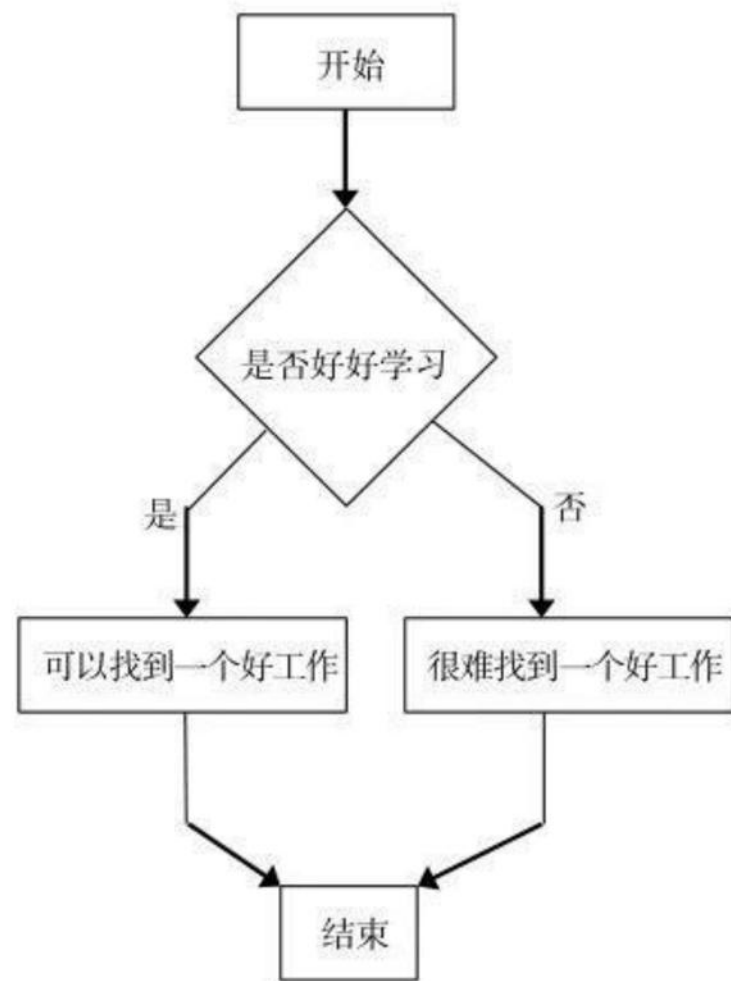 开始
是否好好学习
是
否
可以找到一个好工作
很难找到一个好工作
结束